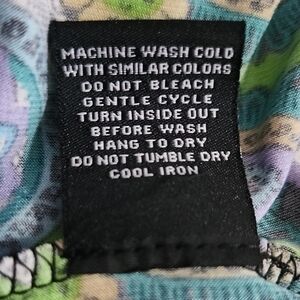 MACHINE WASH COLD
WITH SIMILAR COLORS
DO NOT BLEACH
GENTLE CYCLE
TURN INSIDE OUT
BEFORE WASH
HANG TO DRY
DO NOT TUMBLE DRY
COOL IRON